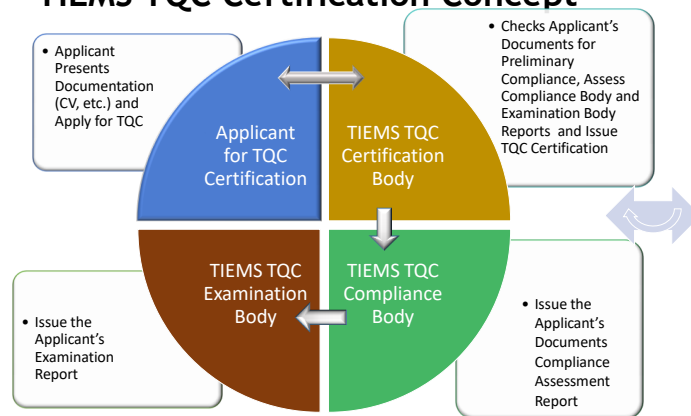 TIEMS TQC Certification Concept
• Applicant
Presents
Documentation
(CV, etc.) and
Apply for TQC
• Checks Applicant's
Documents for
Preliminary
Compliance, Assess
Compliance Body and
Examination Body
Reports and Issue
TQC Certification
Applicant
for TQC
Certification
TIEMS TQC
Certification
Body
TIEMS TQC
Examination
Body
TIEMS TQC
Compliance
Body
• Issue the
Applicant's
Examination
Report
• Issue the
Applicant's
Documents
Compliance
Assessment
Report